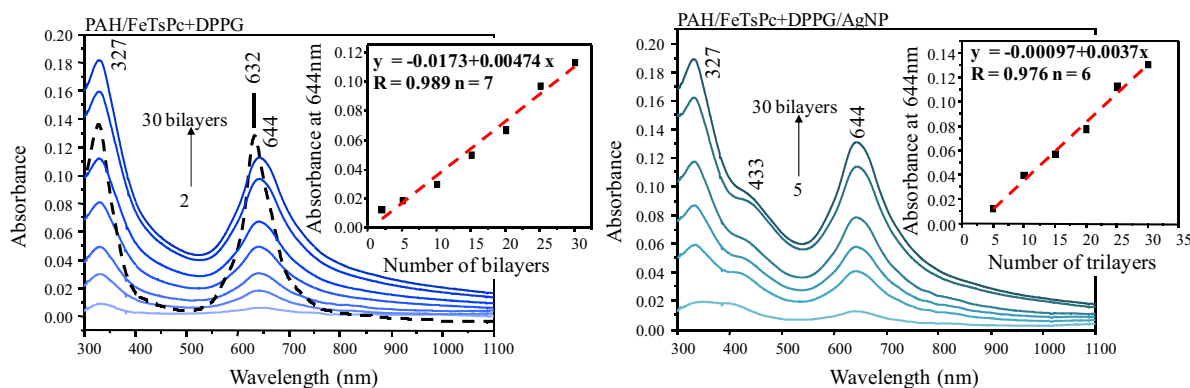 PAH/FeTsPc+DPPG
0.20
0.18
0.16
0.14
0.12
0.10
0.08
0.06
0.04
0.02
0.00
Absorbance
327
30 bilayers
2
632
644
300 400 500 600 700 800 900 1000 1100
Wavelength (nm)
y = -0.0173+0.00474 x
R = 0.989 n = 7
0.12
0.10
0.08
0.06
0.04
0.02
0.00
Absorbance at 644nm
0 5 10 15 20 25 30
Number of bilayers
PAH/FeTsPc+DPPG/AgNP
0.20
0.18
0.16
0.14
0.12
0.10
0.08
0.06
0.04
0.02
0.00
Absorbance
327
433
30 bilayers
5
644
300 400 500 600 700 800 900 1000 1100
Wavelength (nm)
y = -0.00097+0.0037x
R = 0.976 n = 6
0.14
0.12
0.10
0.08
0.06
0.04
0.02
0.00
Absorbance at 644nm
0 5 10 15 20 25 30 35
Number of trilayers